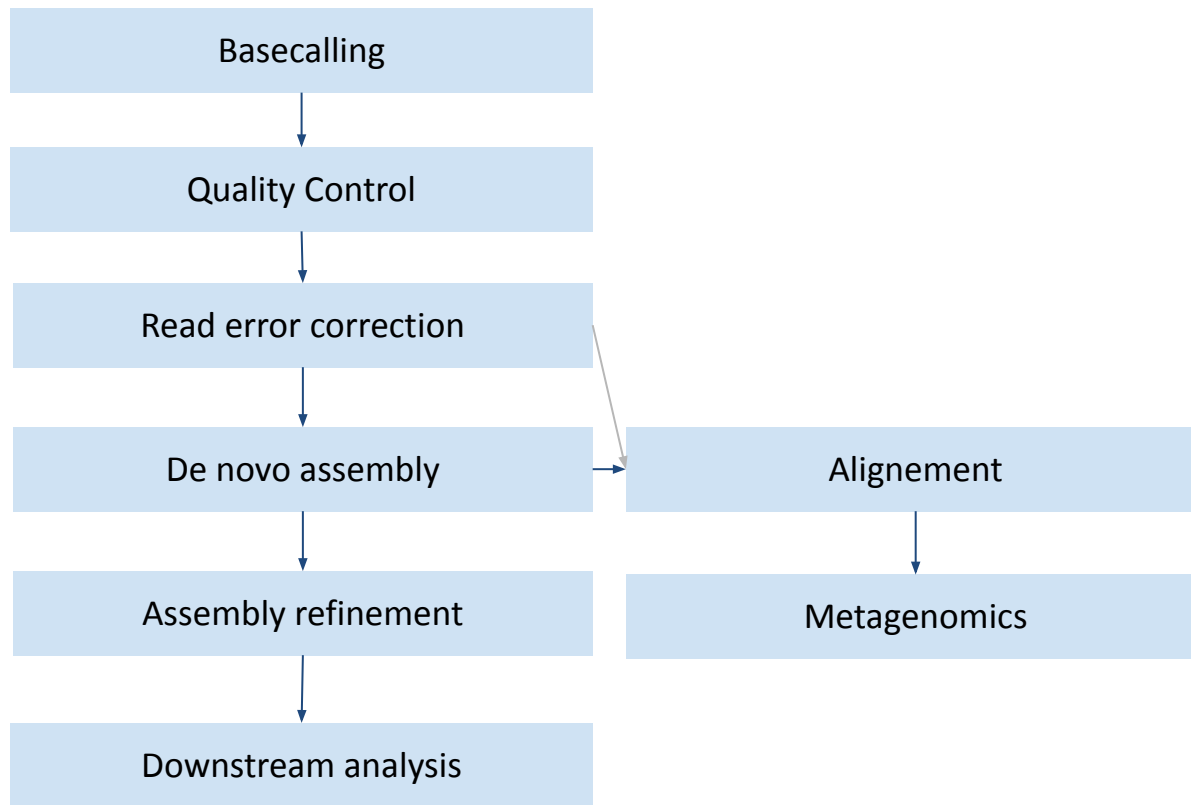 Basecalling
Quality Control
Read error correction
De novo assembly
Alignement
Assembly refinement
Metagenomics
Downstream analysis